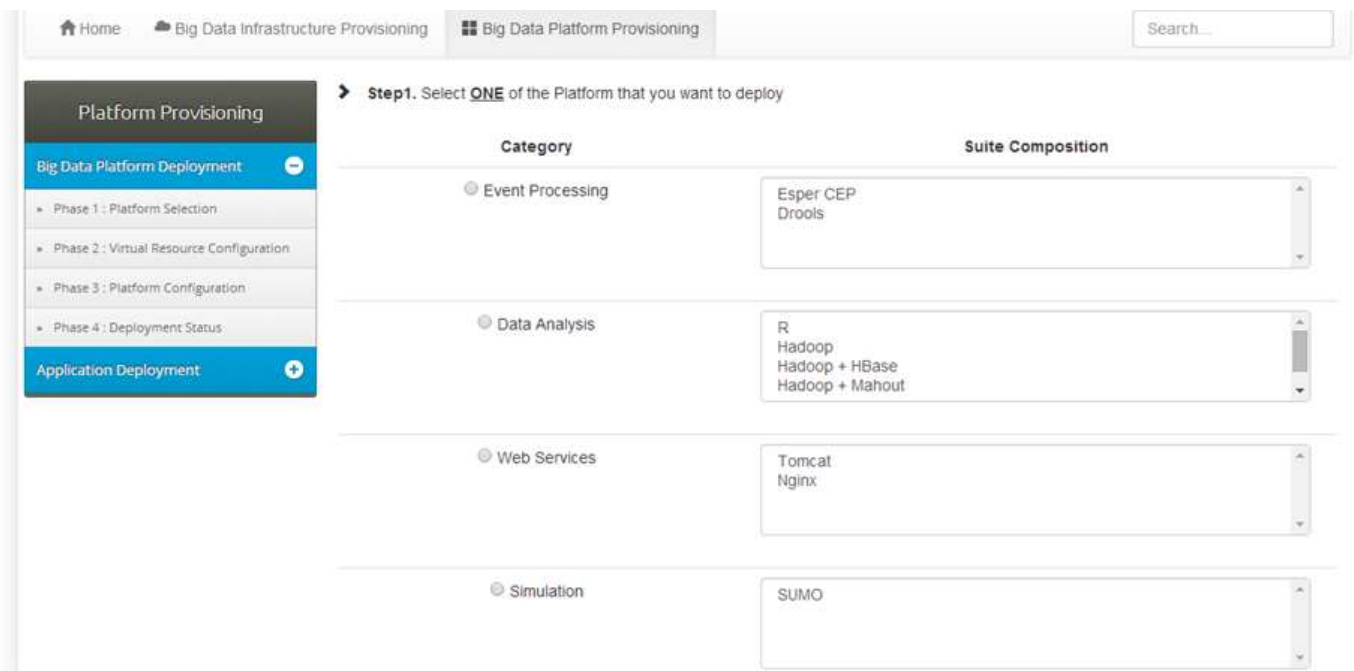 Home Big Data Infrastructure Provisioning Big Data Platform Provisioning Search...
Platform Provisioning
Big Data Platform Deployment
» Phase 1 : Platform Selection
» Phase 2 : Virtual Resource Configuration
» Phase 3 : Platform Configuration
» Phase 4 : Deployment Status
Application Deployment
Step1. Select ONE of the Platform that you want to deploy
Category Suite Composition
Event Processing
Esper CEP
Drools
Data Analysis
R
Hadoop
Hadoop + HBase
Hadoop + Mahout
Web Services
Tomcat
Nginx
Simulation
SUMO